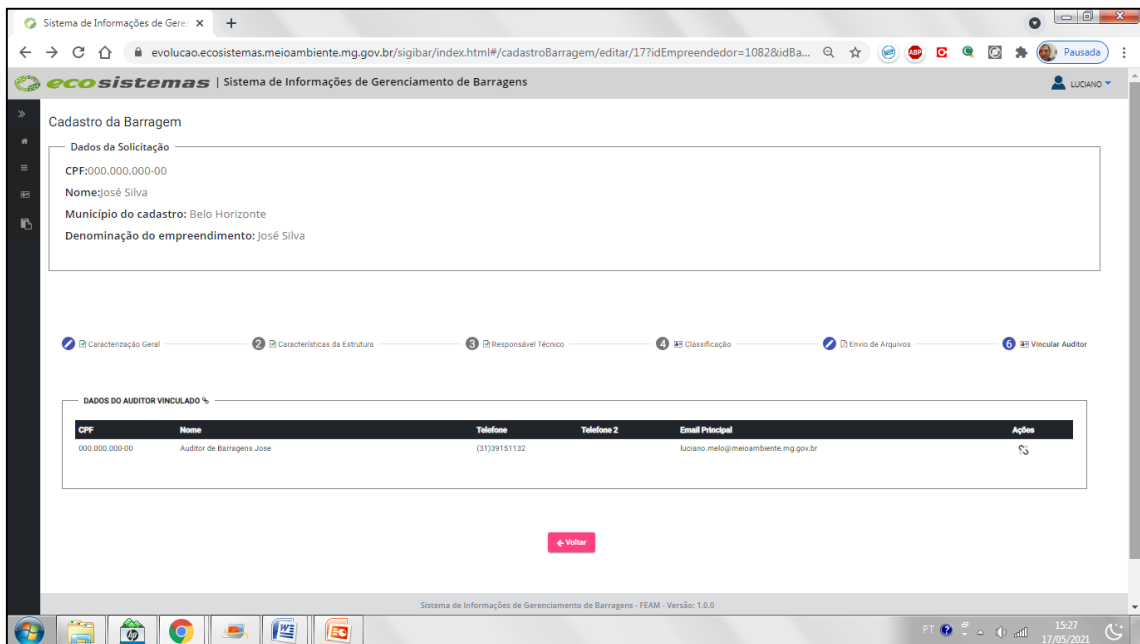 Sistema de Informações de Geren
evolucao.ecosistemas.meioambiente.mg.gov.br/sigibar/index.html#/cadastroBarragem/editar/17?idEmpreendedor=1082&idBa...
ABP
Pausada
ecosistemas | Sistema de Informações de Gerenciamento de Barragens
LUCIANO
Cadastro da Barragem
Dados da Solicitação
CPF:000.000.000-00
Nome:José Silva
Município do cadastro: Belo Horizonte
Denominação do empreendimento: José Silva
Caracterização Geral 2 Características da Estrutura 3 Responsável Técnico 4 Classificação Envio de Arquivos 6 Vincular Auditor
DADOS DO AUDITOR VINCULADO
CPF Nome Telefone Telefone 2 Email Principal Ações
000.000.000-00 Auditor de Barragens Jose (31)39151132 luciano.melo@meioambiente.mg.gov.br
Voltar
Sistema de Informações de Gerenciamento de Barragens - FEAM - Versão: 1.0.0
PT 15:27
17/05/2021